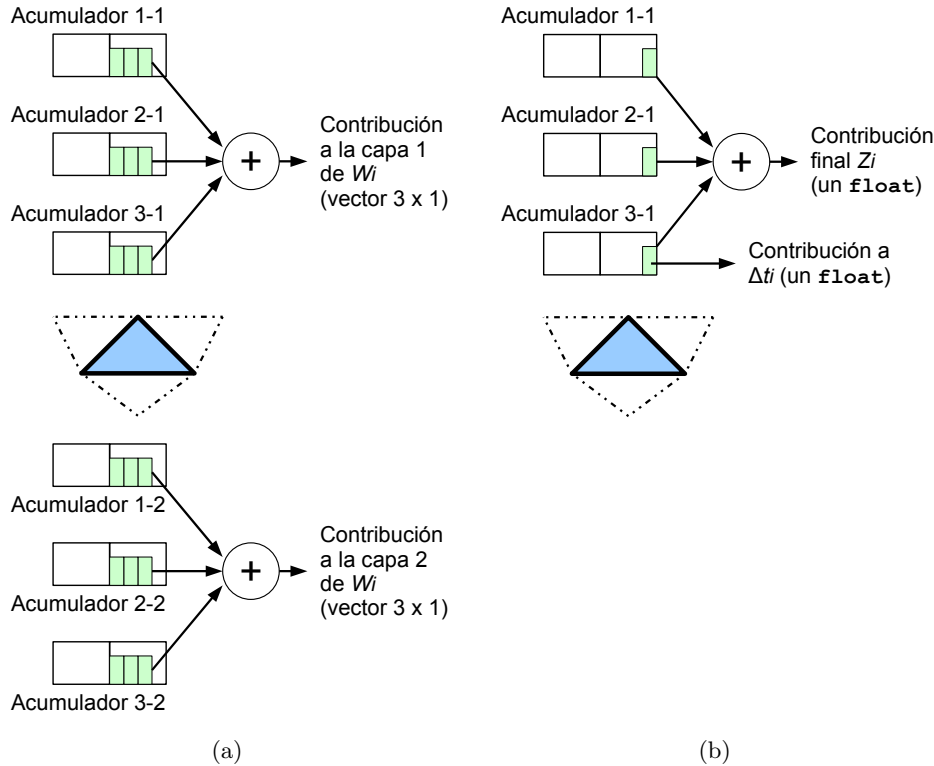 Acumulador 1-1
Acumulador 2-1
Acumulador 3-1
+
Contribución
a la capa 1
de Wi
(vector 3 x 1)
Acumulador 1-2
Acumulador 2-2
Acumulador 3-2
+
Contribución
a la capa 2
de Wi
(vector 3 x 1)
(a)
Acumulador 1-1
Acumulador 2-1
Acumulador 3-1
+
Contribución
final Zi
(un float)
Contribución a
Δti (un float)
(b)